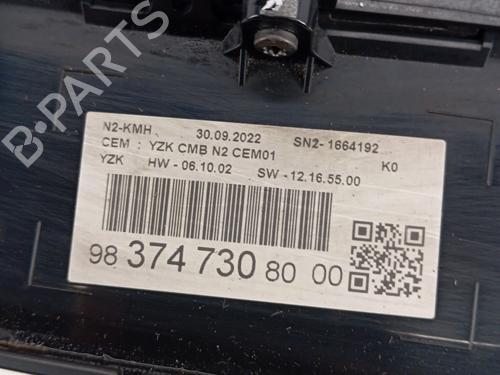 B-Parts
N2-KMH 30.09.2022 SN2- 1664192
CEM : YZK CMB N2 CEM01 K0
YZK HW - 06.10.02 SW -12.16.55.00
98 374 730 80 00
B-Parts